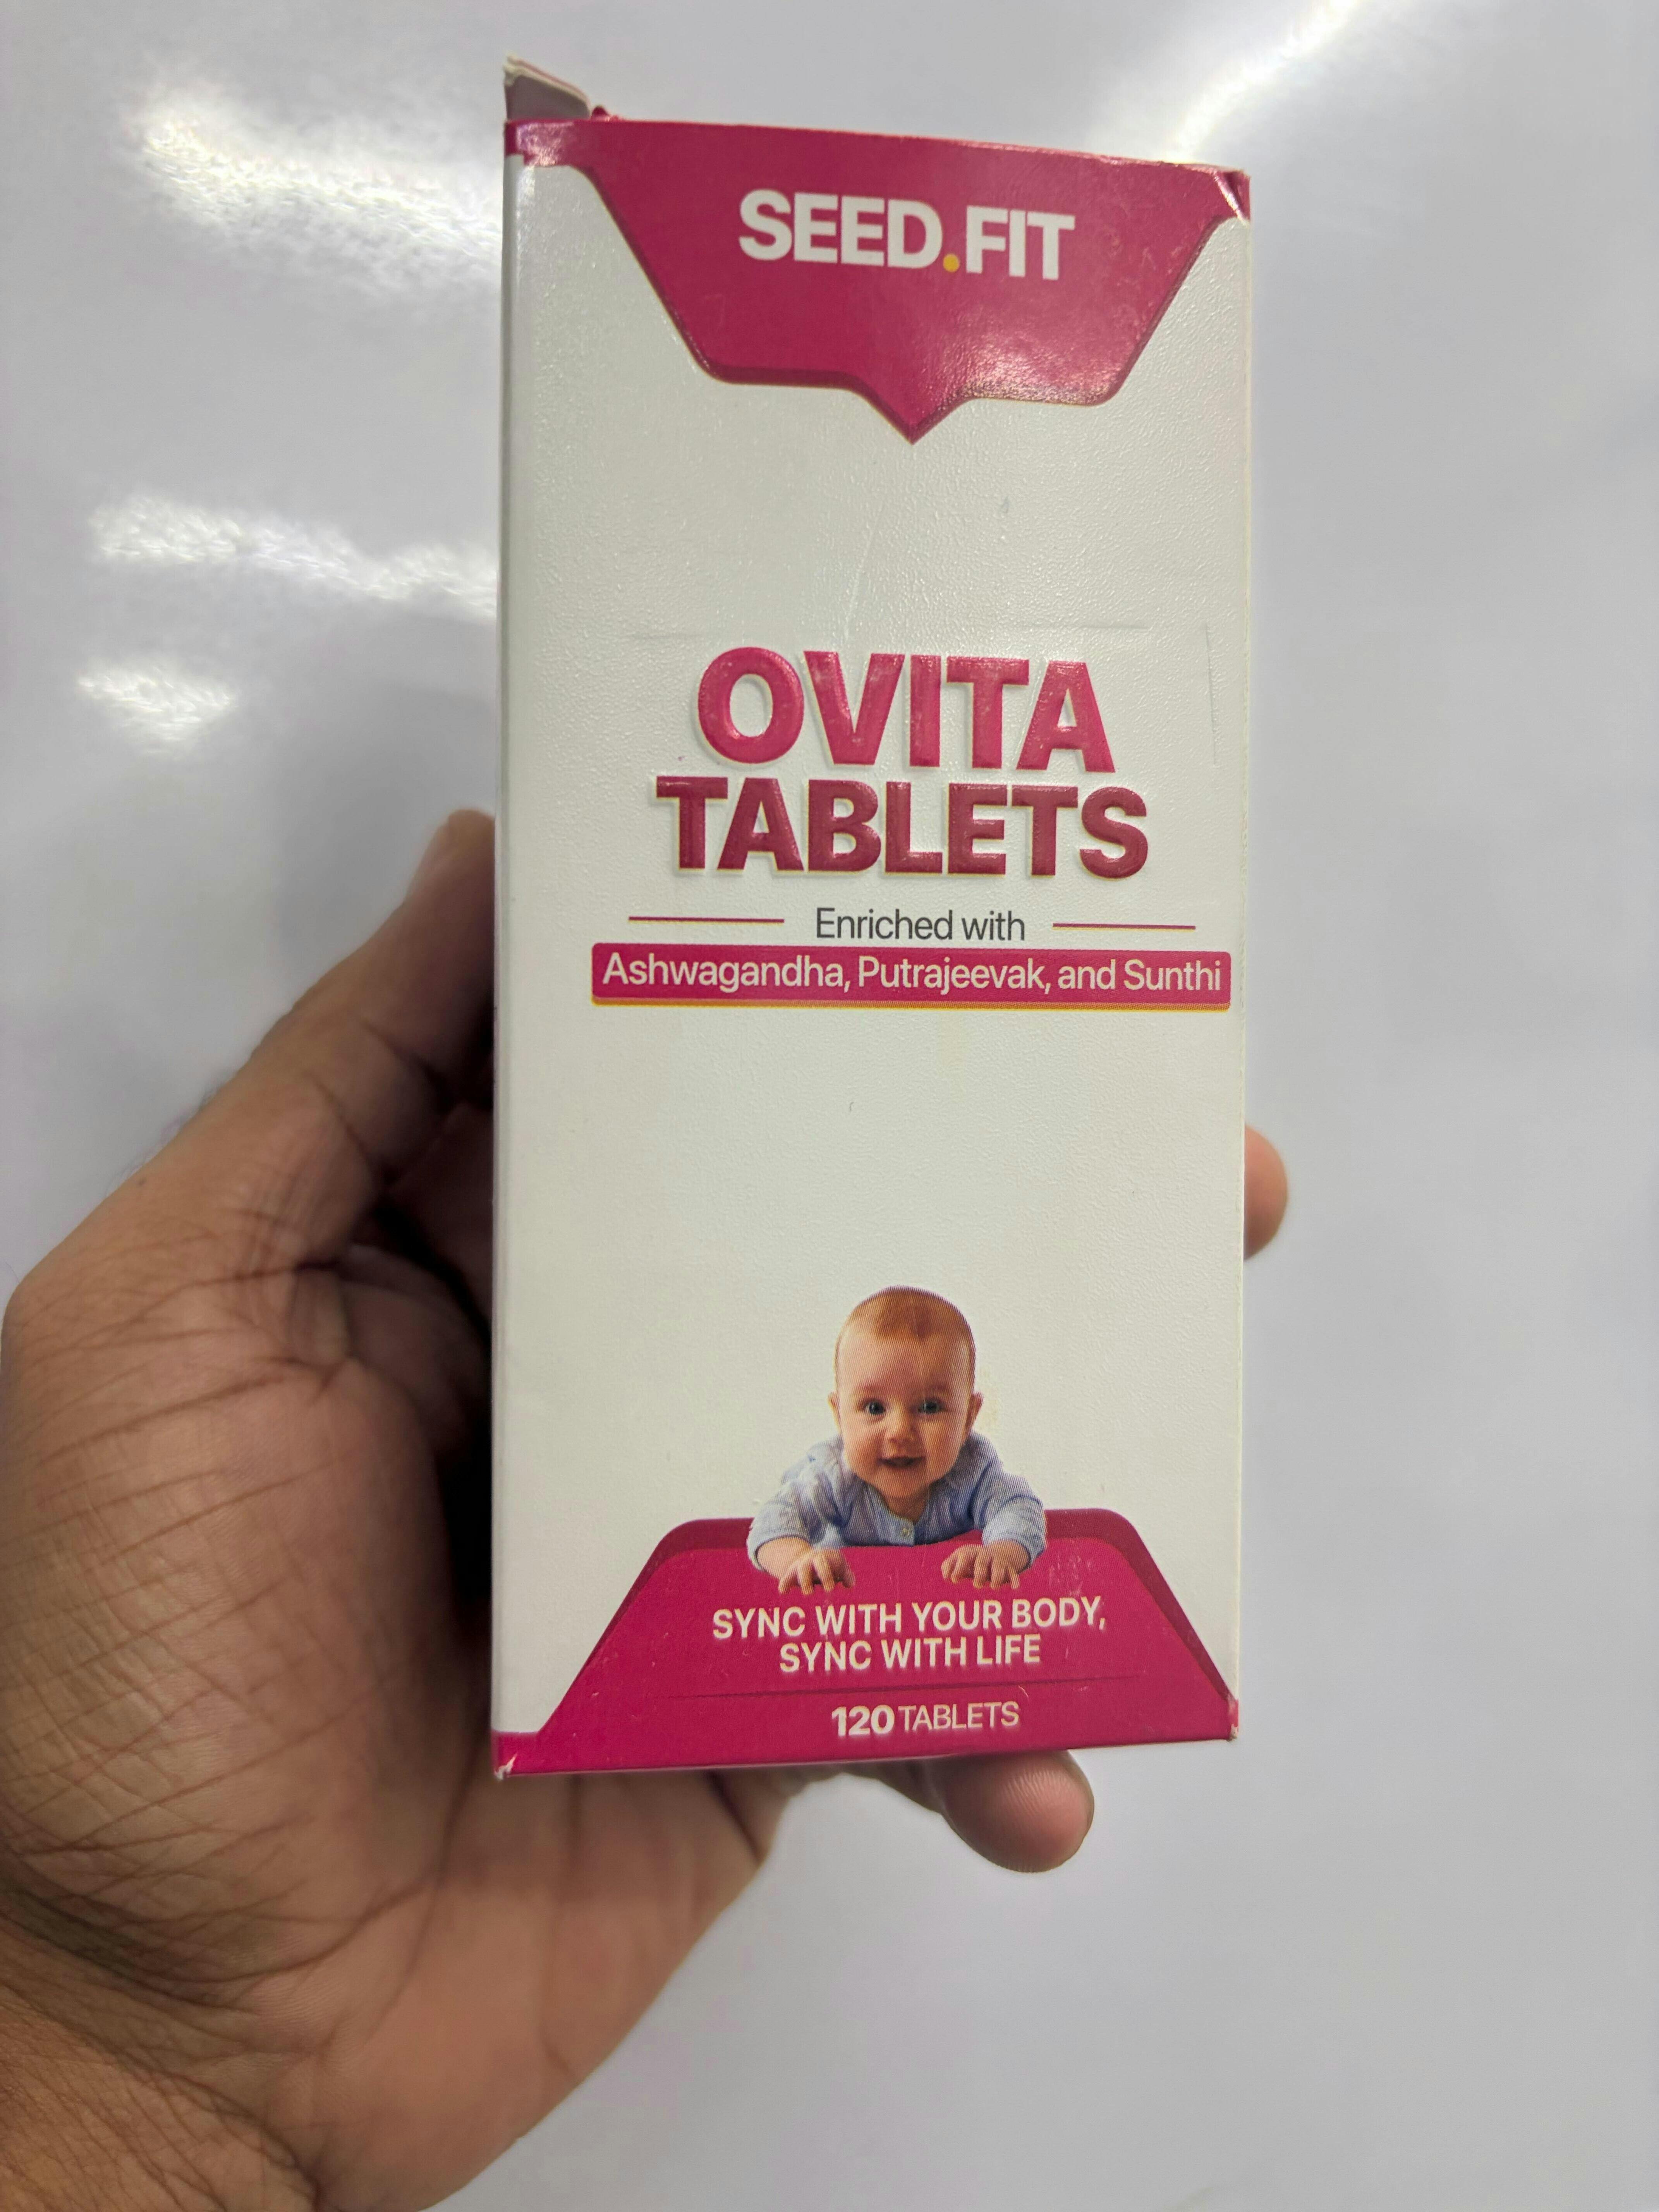 SEED.FIT
OVITA
TABLETS
Enriched with
Ashwagandha, Putrajeevak, and Sunthi
SYNC WITH YOUR BODY,
SYNC WITH LIFE
120 TABLETS